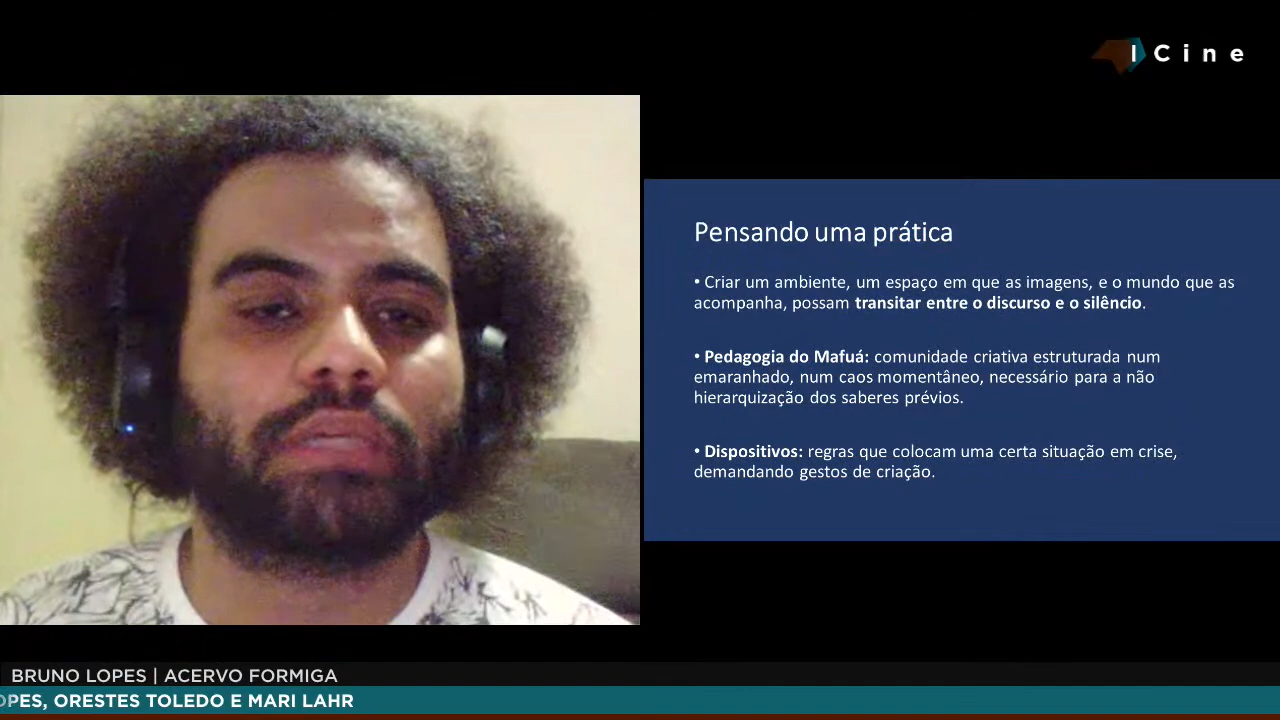 I Cine
Pensando uma prática
• Criar um ambiente, um espaço em que as imagens, e o mundo que as
acompanha, possam transitar entre o discurso e o silêncio.
• Pedagogia do Mafuá: comunidade criativa estruturada num
emaranhado, num caos momentâneo, necessário para a não
hierarquização dos saberes prévios.
• Dispositivos: regras que colocam uma certa situação em crise,
demandando gestos de criação.
BRUNO LOPES | ACERVO FORMIGA
OPES, ORESTES TOLEDO E MARI LAHR